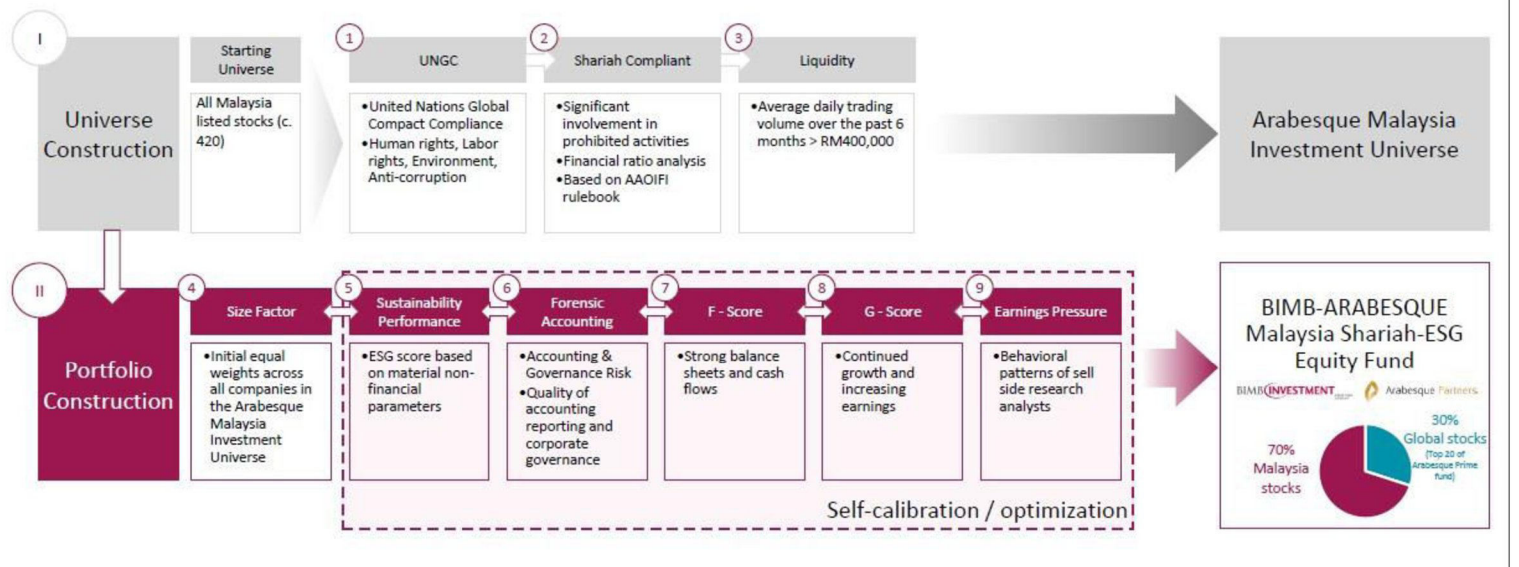 I
Universe
Construction
Starting
Universe
All Malaysia
listed stocks (c.
420)
1
UNGC
•United Nations Global
Compact Compliance
•Human rights, Labor
rights, Environment,
Anti-corruption
2
Shariah Compliant
•Significant
involvement in
prohibited activities
•Financial ratio analysis
•Based on AAOIFI
rulebook
3
Liquidity
•Average daily trading
volume over the past 6
months > RM400,000
Arabesque Malaysia
Investment Universe
II
Portfolio
Construction
4
Size Factor
•Initial equal
weights across
all companies in
the Arabesque
Malaysia
Investment
Universe
5
Sustainability
Performance
•ESG score based
on material non-
financial
parameters
6
Forensic
Accounting
•Accounting &
Governance Risk
•Quality of
accounting
reporting and
corporate
governance
7
F - Score
•Strong balance
sheets and cash
flows
8
G - Score
•Continued
growth and
increasing
earnings
9
Earnings Pressure
•Behavioral
patterns of sell
side research
analysts
Self-calibration / optimization
BIMB-ARABESQUE
Malaysia Shariah-ESG
Equity Fund
BIMB INVESTMENT
Arabesque Partners
70%
Malaysia
stocks
30%
Global stocks
(Top 20 of
Arabesque Prime
fund)